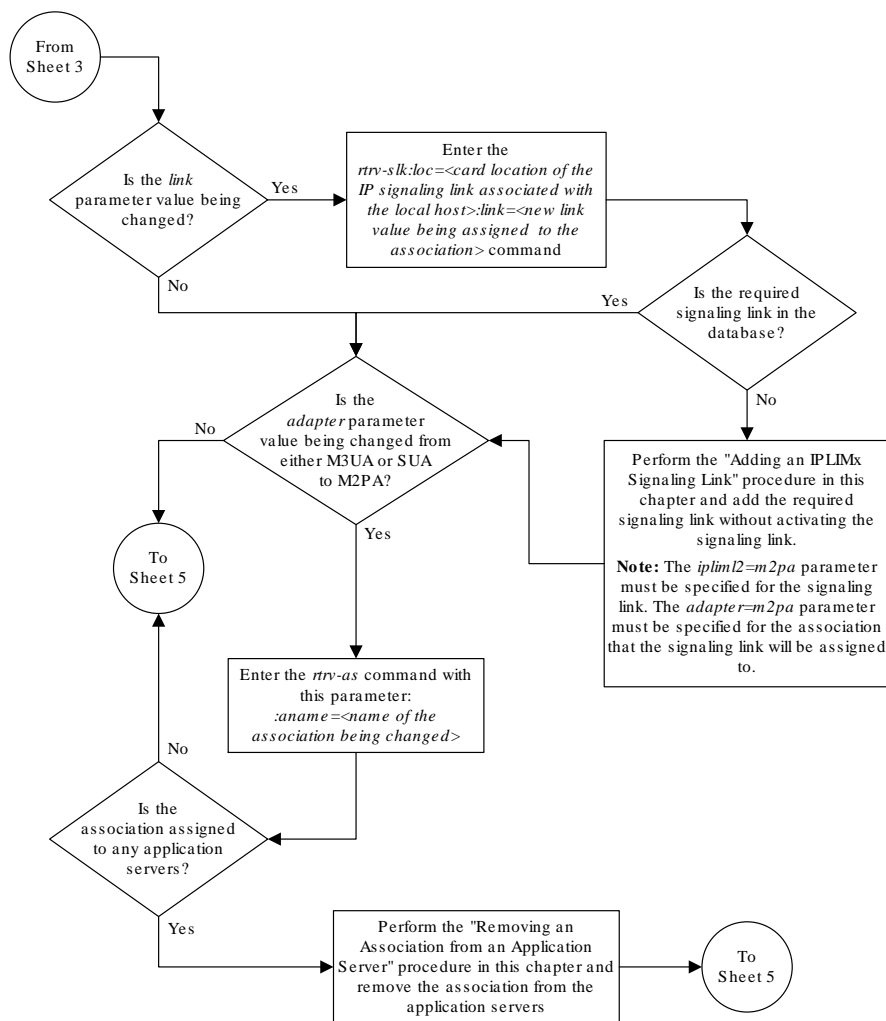 From
Sheet 3
Is the link
parameter value being
changed?
Yes
No
Enter the
rtrv-slk:loc=<card location of the
IP signaling link associated with
the local host>:link=<new link
value being assigned to the
association> command
Is the required
signaling link in the
database?
Yes
No
Perform the "Adding an IPLIMx
Signaling Link" procedure in this
chapter and add the required
signaling link without activating the
signaling link.
Note: The ipliml2=m2pa parameter
must be specified for the signaling
link. The adapter=m2pa parameter
must be specified for the association
that the signaling link will be assigned
to.
Is the
adapter parameter
value being changed from
either M3UA or SUA
to M2PA?
No
Yes
To
Sheet 5
Enter the rtrv-as command with
this parameter:
:aname=<name of the
association being changed>
Is the
association assigned
to any application
servers?
No
Yes
Perform the "Removing an
Association from an Application
Server" procedure in this chapter and
remove the association from the
application servers
To
Sheet 5